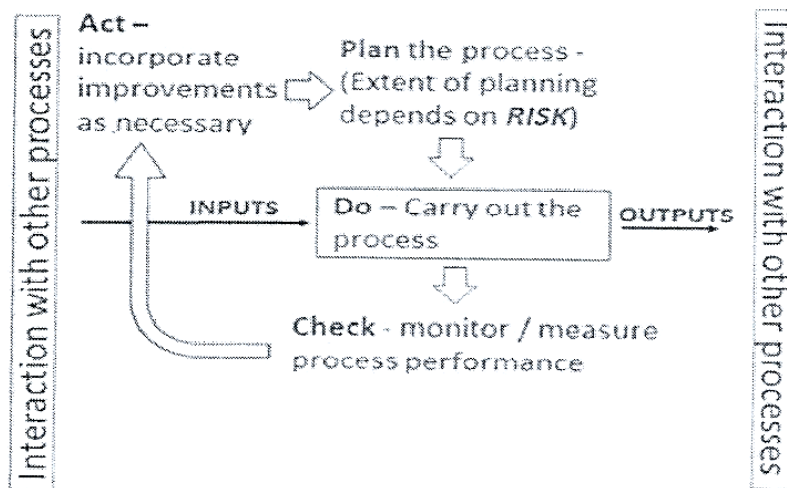 Interaction with other processes
Act –
incorporate
improvements
as necessary
Plan the process -
(Extent of planning
depends on RISK)
INPUTS
Do – Carry out the
process
OUTPUTS
Check - monitor / measure
process performance
Interaction with other processes